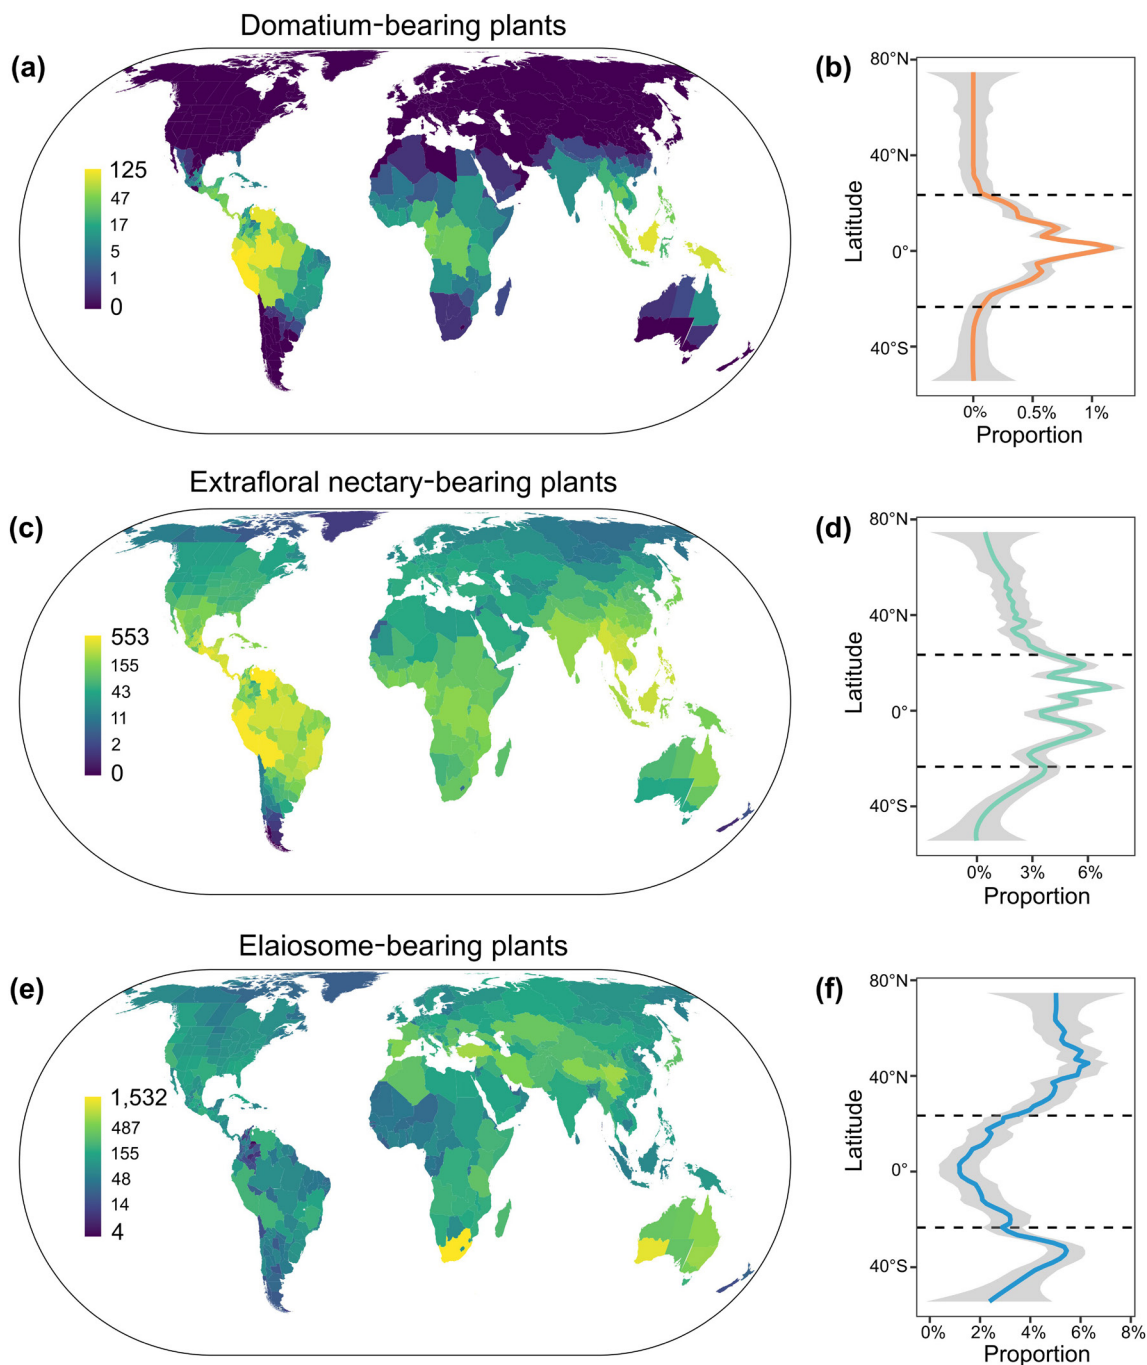 Domatium-bearing plants
(a)
125
47
17
5
1
0
(b)
80°N
40°N
0°
40°S
Latitude
0% 0.5% 1%
Proportion
Extrafloral nectary-bearing plants
(c)
553
155
43
11
2
0
(d)
80°N
40°N
0°
40°S
Latitude
0% 3% 6%
Proportion
Elaiosome-bearing plants
(e)
1,532
487
155
48
14
4
(f)
80°N
40°N
0°
40°S
Latitude
0% 2% 4% 6% 8%
Proportion